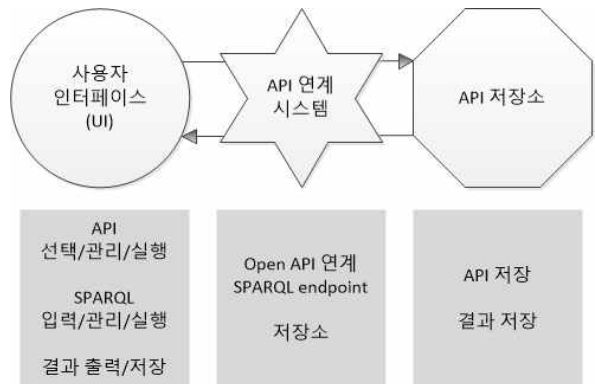 사용자
인터페이스
(UI)
API 연계
시스템
API 저장소
API
선택/관리/실행
SPARQL
입력/관리/실행
결과 출력/저장
Open API 연계
SPARQL endpoint
저장소
API 저장
결과 저장